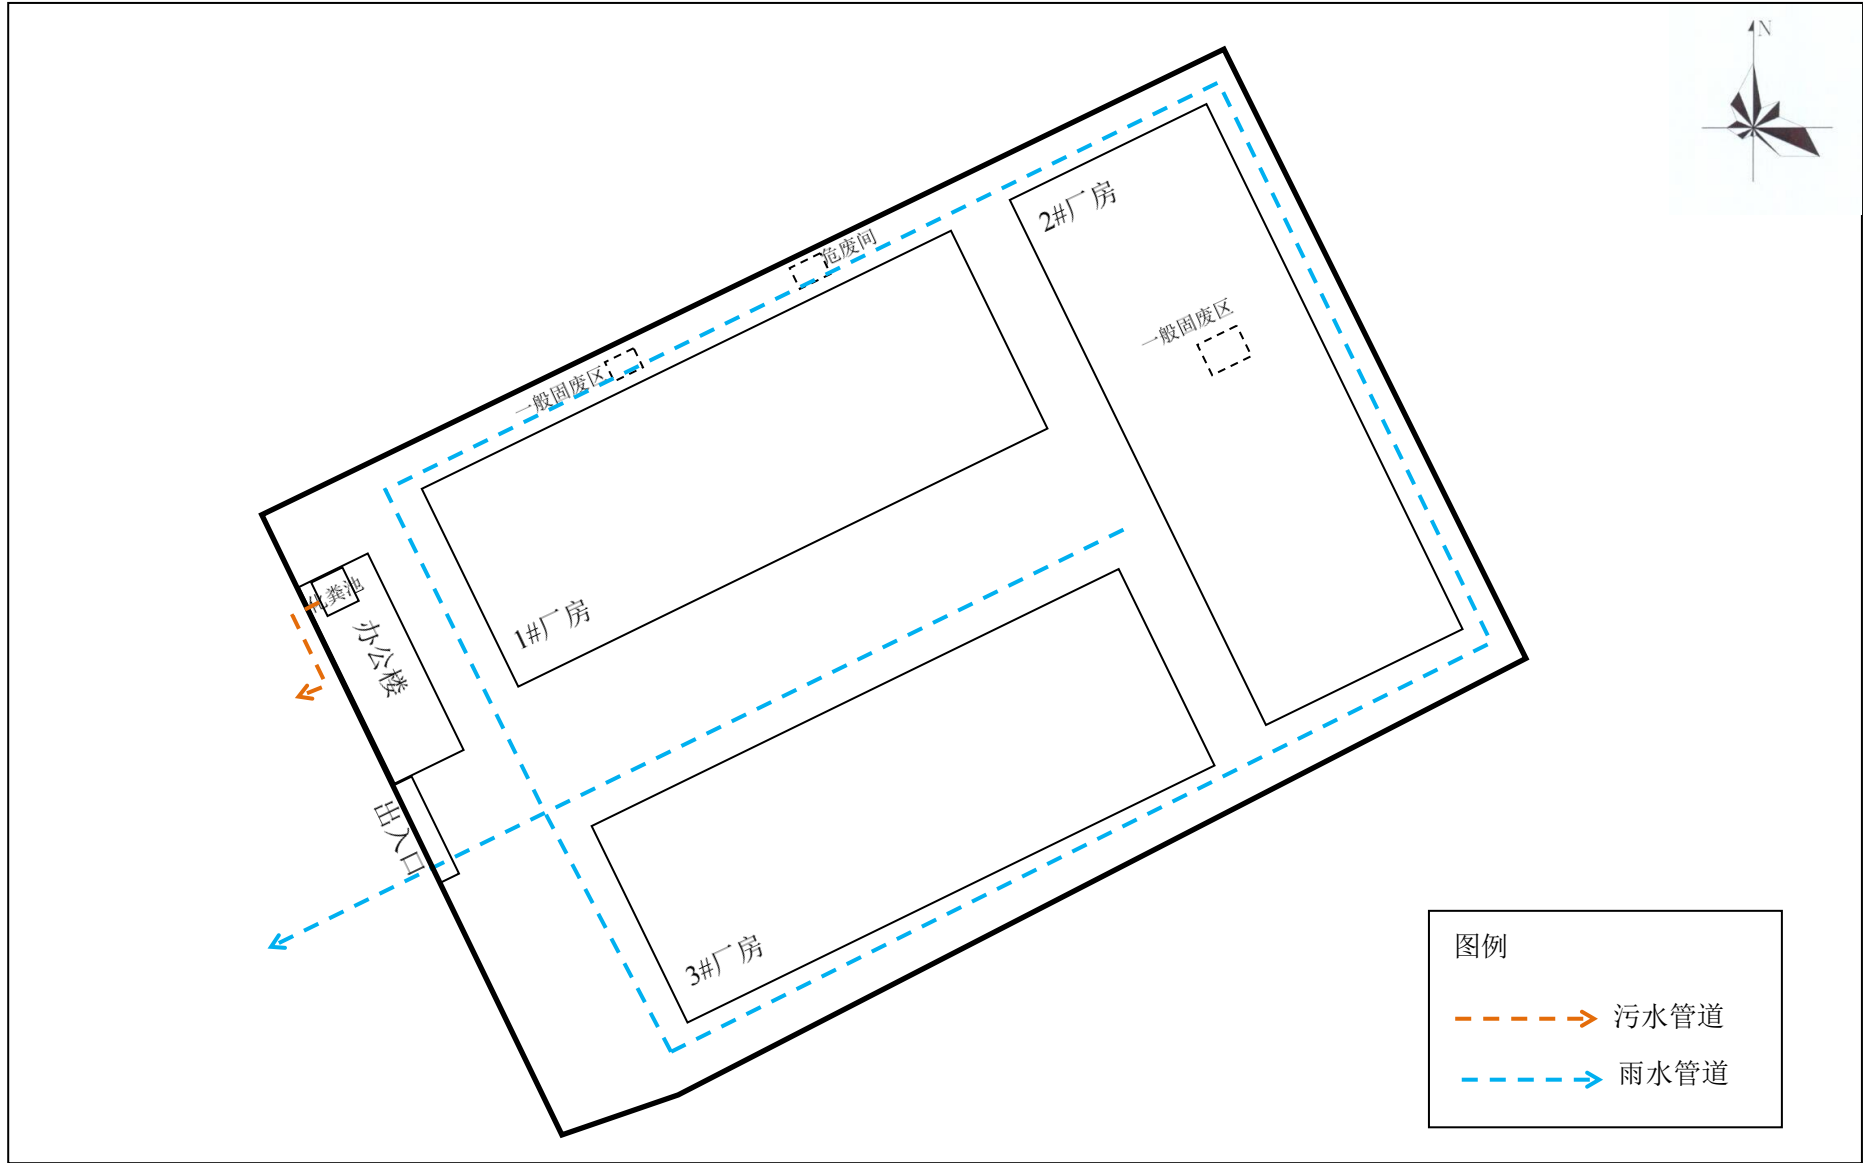 N
2#厂房
危废间
一般固废区
一般固废区
化粪池
1#厂房
办公楼
出入口
3#厂房
图例
污水管道
雨水管道